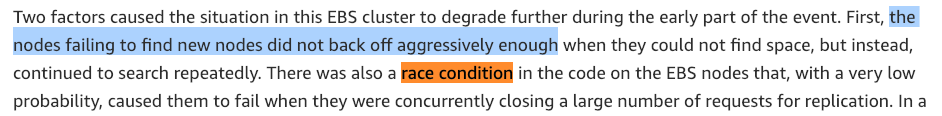 Two factors caused the situation in this EBS cluster to degrade further during the early part of the event. First, the
nodes failing to find new nodes did not back off aggressively enough when they could not find space, but instead,
continued to search repeatedly. There was also a race condition in the code on the EBS nodes that, with a very low
probability, caused them to fail when they were concurrently closing a large number of requests for replication. In a